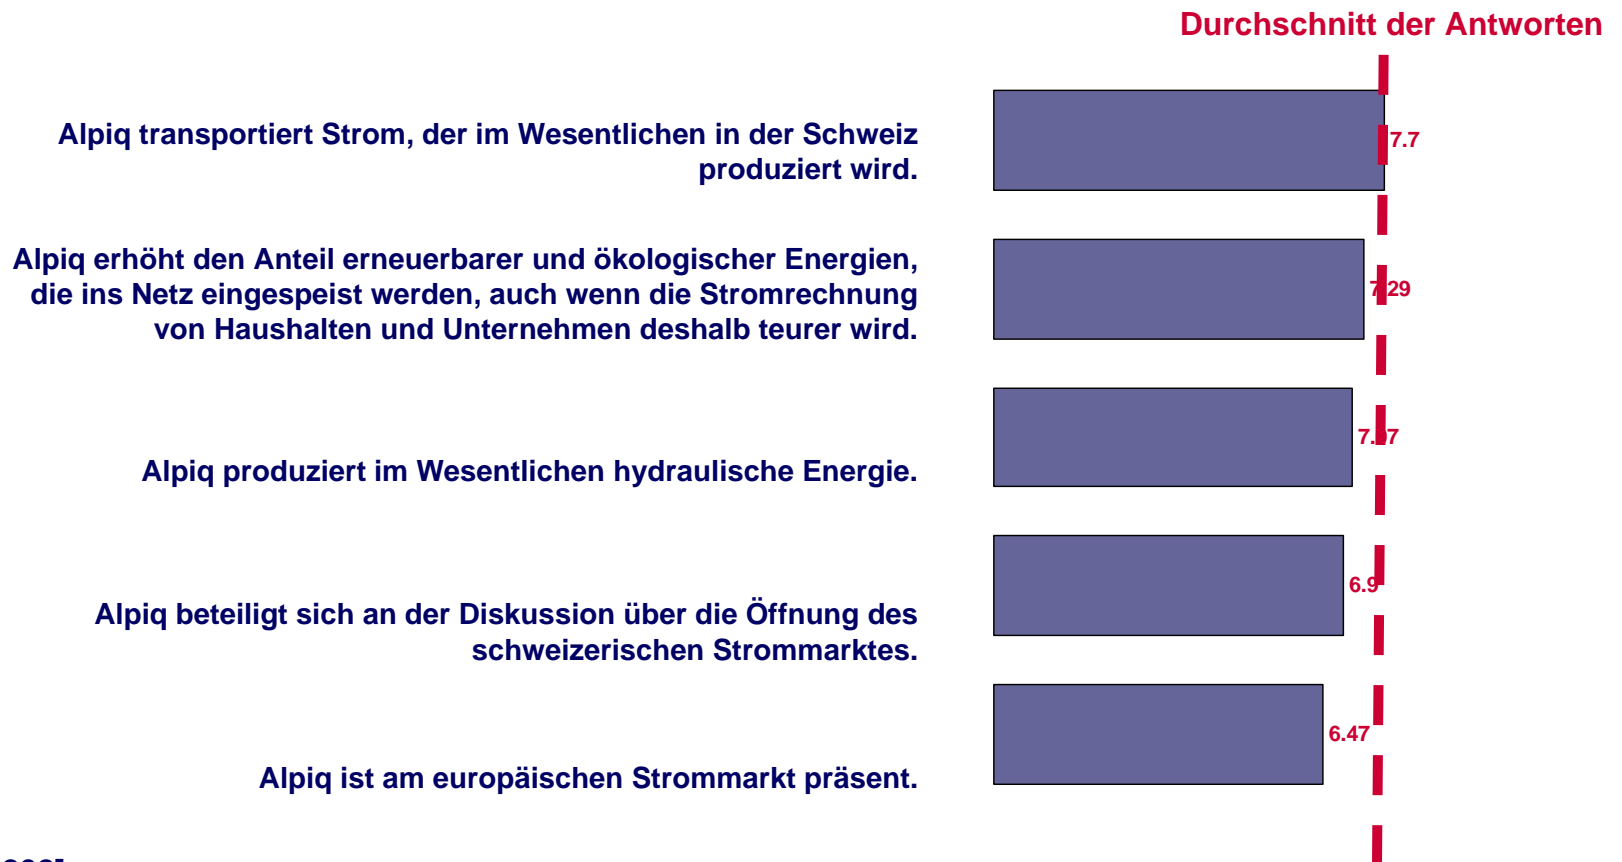 Durchschnitt der Antworten
Alpiq transportiert Strom, der im Wesentlichen in der Schweiz
produziert wird.
7.7
Alpiq erhöht den Anteil erneuerbarer und ökologischer Energien,
die ins Netz eingespeist werden, auch wenn die Stromrechnung
von Haushalten und Unternehmen deshalb teurer wird.
7.29
Alpiq produziert im Wesentlichen hydraulische Energie.
Alpiq beteiligt sich an der Diskussion über die Öffnung des
schweizerischen Strommarktes.
6.9
Alpiq ist am europäischen Strommarkt präsent.
6.47